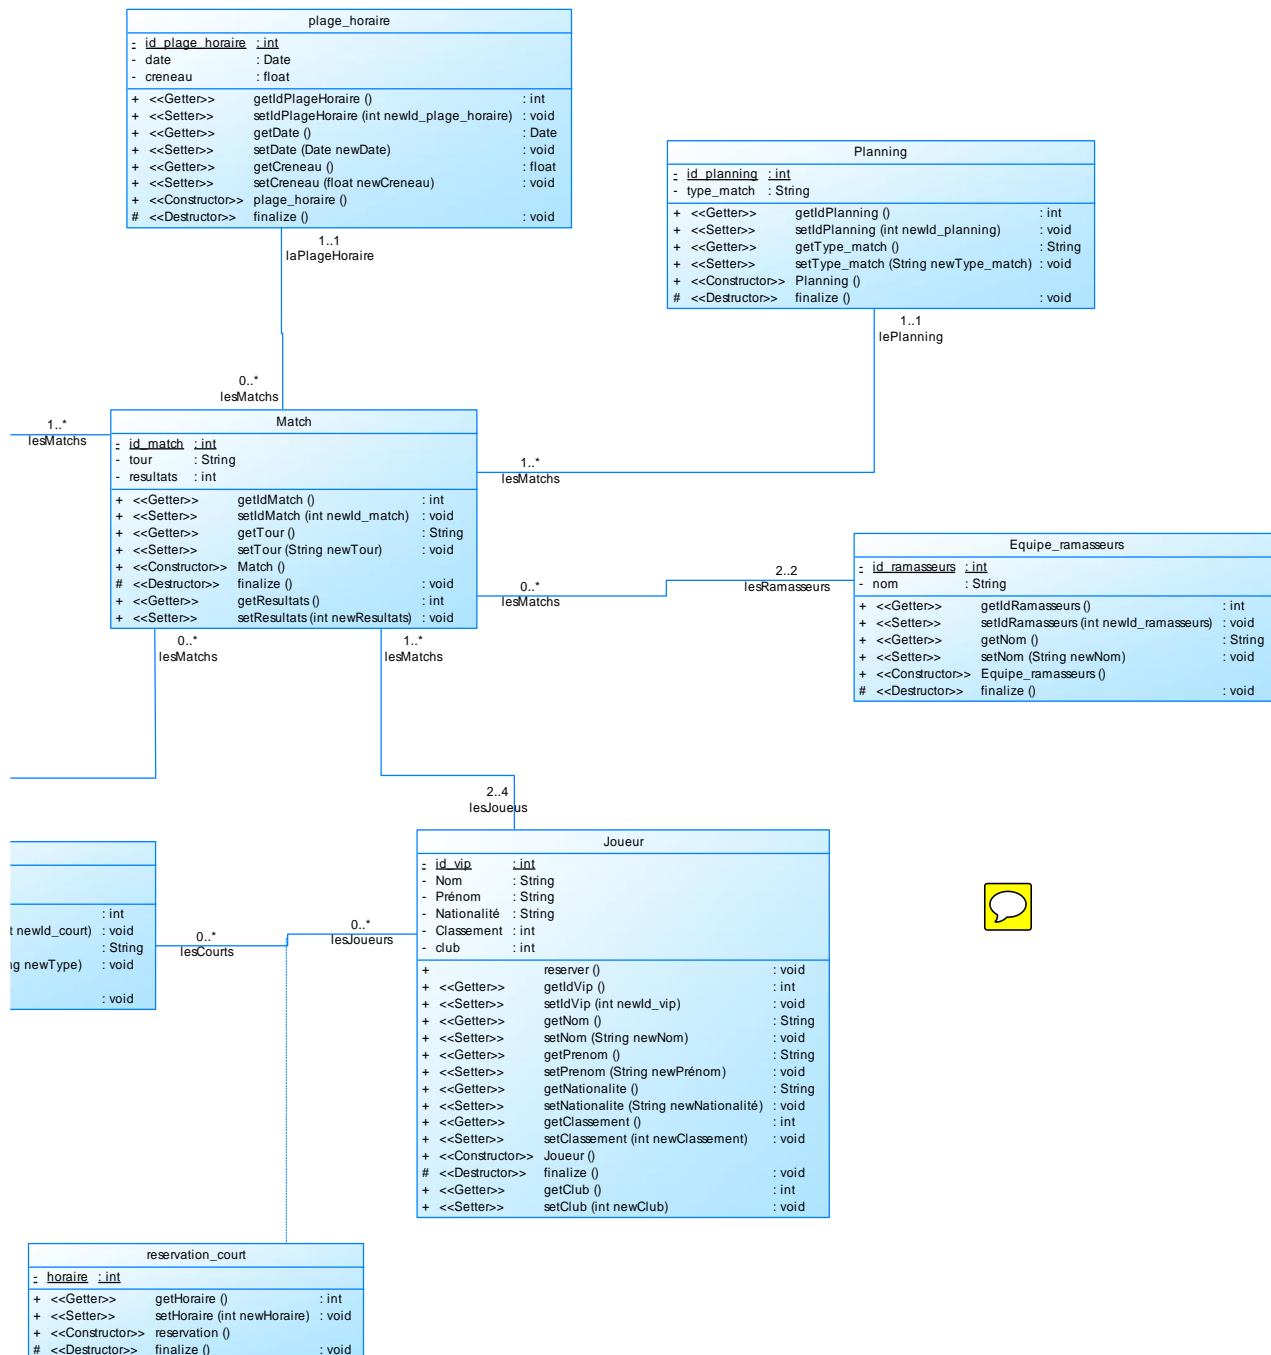 plage_horaire
- id_plage_horaire : int
- date : Date
- creneau : float
+ <<Getter>> getIdPlageHoraire () : int
+ <<Setter>> setIdPlageHoraire (int newId_plage_horaire) : void
+ <<Getter>> getDate () : Date
+ <<Setter>> setDate (Date newDate) : void
+ <<Getter>> getCreneau () : float
+ <<Setter>> setCreneau (float newCreneau) : void
+ <<Constructor>> plage_horaire ()
# <<Destructor>> finalize () : void
1..1
laPlageHoraire
Planning
- id_planning : int
- type_match : String
+ <<Getter>> getIdPlanning () : int
+ <<Setter>> setIdPlanning (int newId_planning) : void
+ <<Getter>> getType_match () : String
+ <<Setter>> setType_match (String newType_match) : void
+ <<Constructor>> Planning ()
# <<Destructor>> finalize () : void
1..1
lePlanning
0..*
lesMatchs
1..*
lesMatchs
Match
- id_match : int
- tour : String
- resultats : int
+ <<Getter>> getIdMatch () : int
+ <<Setter>> setIdMatch (int newId_match) : void
+ <<Getter>> getTour () : String
+ <<Setter>> setTour (String newTour) : void
+ <<Constructor>> Match ()
# <<Destructor>> finalize () : void
+ <<Getter>> getResultats () : int
+ <<Setter>> setResultats (int newResultats) : void
1..*
lesMatchs
0..*
lesMatchs
2..2
lesRamasseurs
Equipe_ramasseurs
- id_ramasseurs : int
- nom : String
+ <<Getter>> getIdRamasseurs () : int
+ <<Setter>> setIdRamasseurs (int newId_ramasseurs) : void
+ <<Getter>> getNom () : String
+ <<Setter>> setNom (String newNom) : void
+ <<Constructor>> Equipe_ramasseurs ()
# <<Destructor>> finalize () : void
0..*
lesMatchs
1..*
lesMatchs
2..4
lesJoueus
: int
newId_court) : void
: String
newType) : void
: void
0..*
lesCourts
0..*
lesJoueurs
Joueur
- id_vip : int
- Nom : String
- Prénom : String
- Nationalité : String
- Classement : int
- club : int
+ reserver () : void
+ <<Getter>> getIdVip () : int
+ <<Setter>> setIdVip (int newId_vip) : void
+ <<Getter>> getNom () : String
+ <<Setter>> setNom (String newNom) : void
+ <<Getter>> getPrenom () : String
+ <<Setter>> setPrenom (String newPrénom) : void
+ <<Getter>> getNationalite () : String
+ <<Setter>> setNationalite (String newNationalité) : void
+ <<Getter>> getClassement () : int
+ <<Setter>> setClassement (int newClassement) : void
+ <<Constructor>> Joueur ()
# <<Destructor>> finalize () : void
+ <<Getter>> getClub () : int
+ <<Setter>> setClub (int newClub) : void
reservation_court
- horaire : int
+ <<Getter>> getHoraire () : int
+ <<Setter>> setHoraire (int newHoraire) : void
+ <<Constructor>> reservation ()
# <<Destructor>> finalize () : void